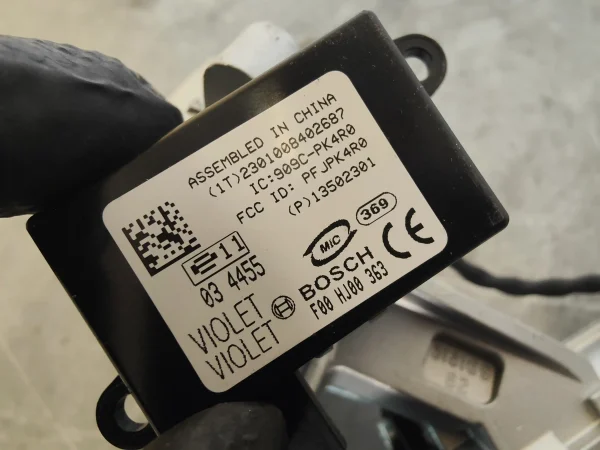 ASSEMBLED IN CHINA
(1T)2301008402687
IC:909C-PK4R0
FCC ID: PFJPK4R0
(P)13502301
E 11
03 4455
MiC
369
CE
BOSCH
F00 HJ00 363
VIOLET
VIOLET